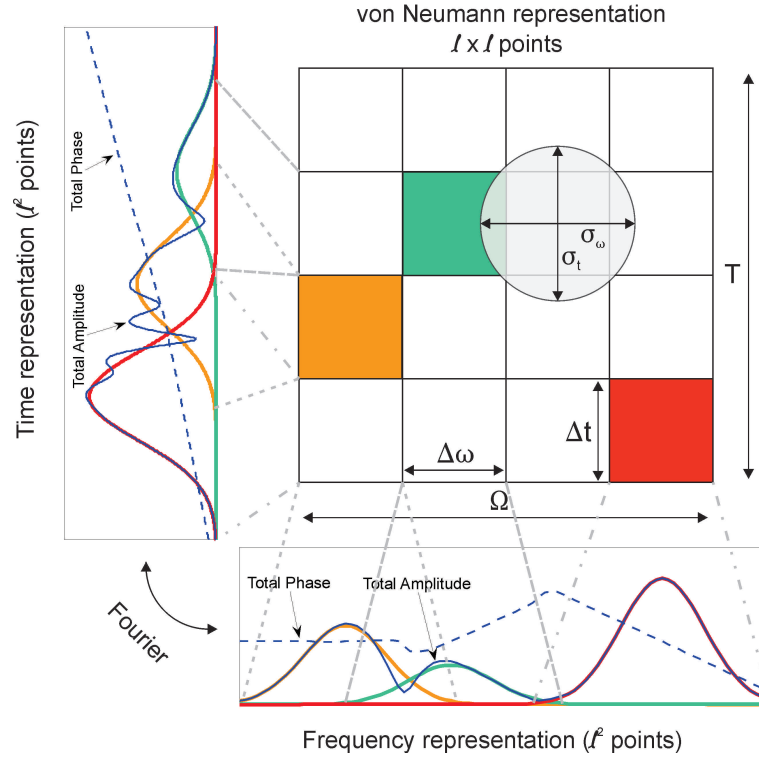 von Neumann representation
ℓ x ℓ points
Time representation (ℓ² points)
Total Phase
Total Amplitude
σω
σt
T
Δt
Δω
Ω
Fourier
Total Phase
Total Amplitude
Frequency representation (ℓ² points)